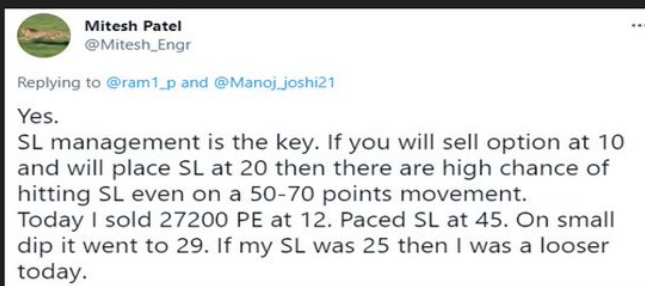 Mitesh Patel
@Mitesh_Engr
Replying to @ram1_p and @Manoj_joshi21
Yes.
SL management is the key. If you will sell option at 10
and will place SL at 20 then there are high chance of
hitting SL even on a 50-70 points movement.
Today I sold 27200 PE at 12. Paced SL at 45. On small
dip it went to 29. If my SL was 25 then I was a looser
today.